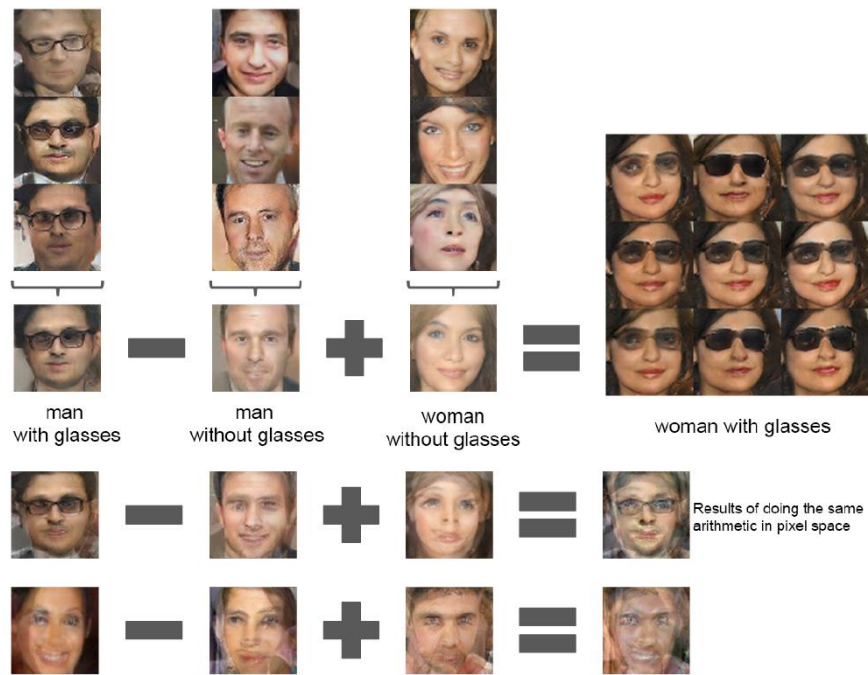 man
with glasses
man
without glasses
woman
without glasses
woman with glasses
Results of doing the same
arithmetic in pixel space